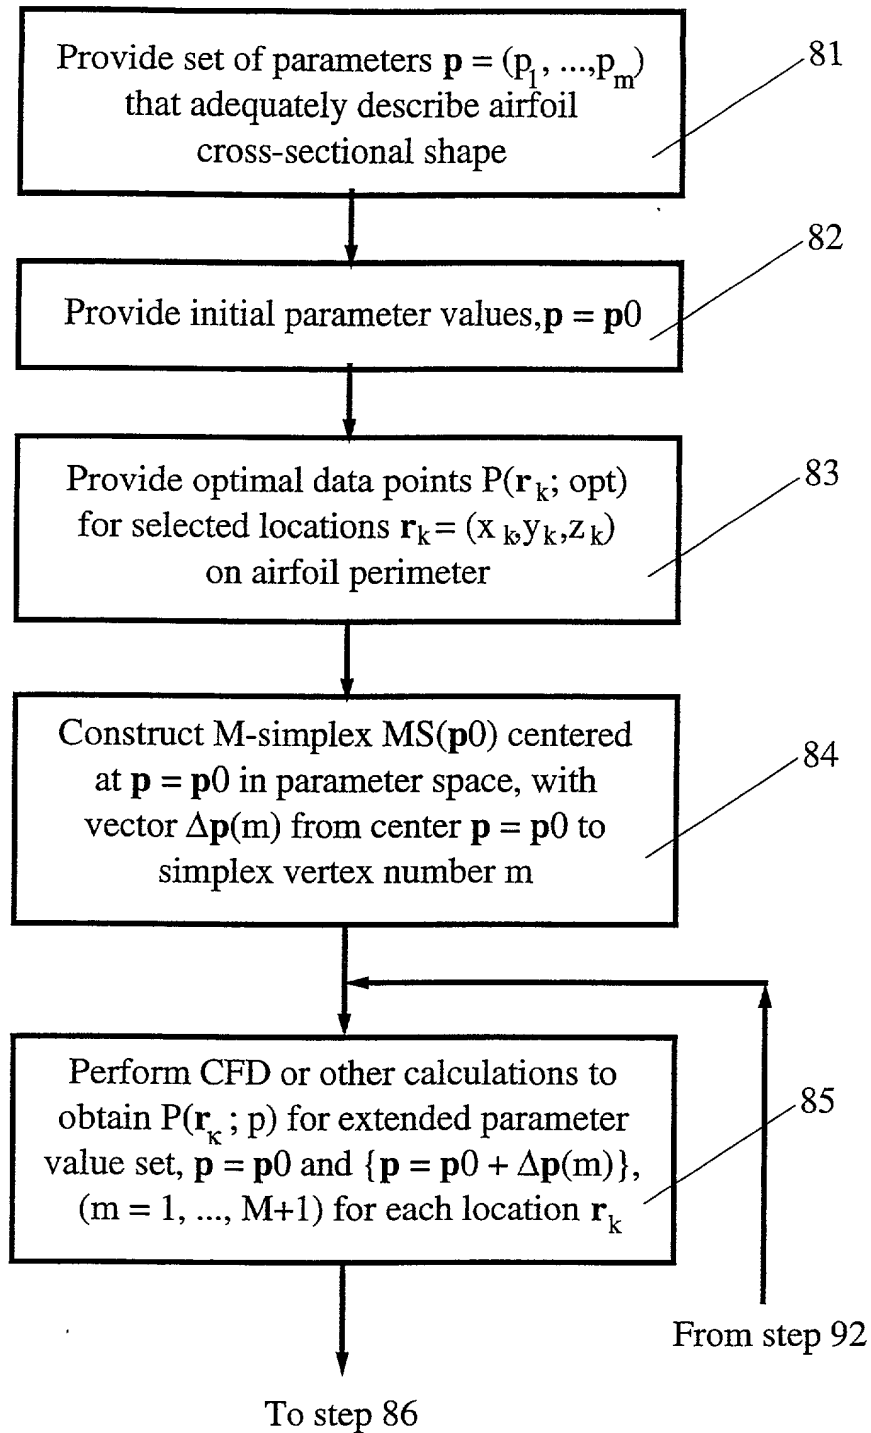 Provide set of parameters p = (p1, ...,pm)
that adequately describe airfoil
cross-sectional shape
81
Provide initial parameter values,p = p0
82
Provide optimal data points P(rk; opt)
for selected locations rk= (xk,yk,zk)
on airfoil perimeter
83
Construct M-simplex MS(p0) centered
at p = p0 in parameter space, with
vector Δp(m) from center p = p0 to
simplex vertex number m
84
Perform CFD or other calculations to
obtain P(rκ; p) for extended parameter
value set, p = p0 and {p = p0 + Δp(m)},
(m = 1, ..., M+1) for each location rk
85
From step 92
To step 86